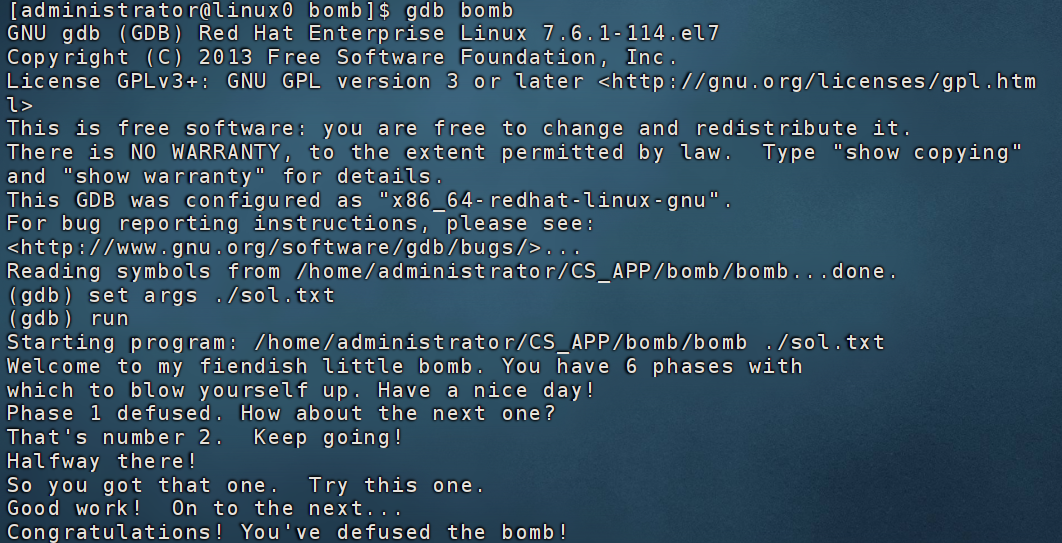 [administrator@linux0 bomb]$ gdb bomb
GNU gdb (GDB) Red Hat Enterprise Linux 7.6.1-114.el7
Copyright (C) 2013 Free Software Foundation, Inc.
License GPLv3+: GNU GPL version 3 or later <http://gnu.org/licenses/gpl.htm
l>
This is free software: you are free to change and redistribute it.
There is NO WARRANTY, to the extent permitted by law.  Type "show copying"
and "show warranty" for details.
This GDB was configured as "x86_64-redhat-linux-gnu".
For bug reporting instructions, please see:
<http://www.gnu.org/software/gdb/bugs/>...
Reading symbols from /home/administrator/CS_APP/bomb/bomb...done.
(gdb) set args ./sol.txt
(gdb) run
Starting program: /home/administrator/CS_APP/bomb/bomb ./sol.txt
Welcome to my fiendish little bomb. You have 6 phases with
which to blow yourself up. Have a nice day!
Phase 1 defused. How about the next one?
That's number 2.  Keep going!
Halfway there!
So you got that one.  Try this one.
Good work!  On to the next...
Congratulations! You've defused the bomb!